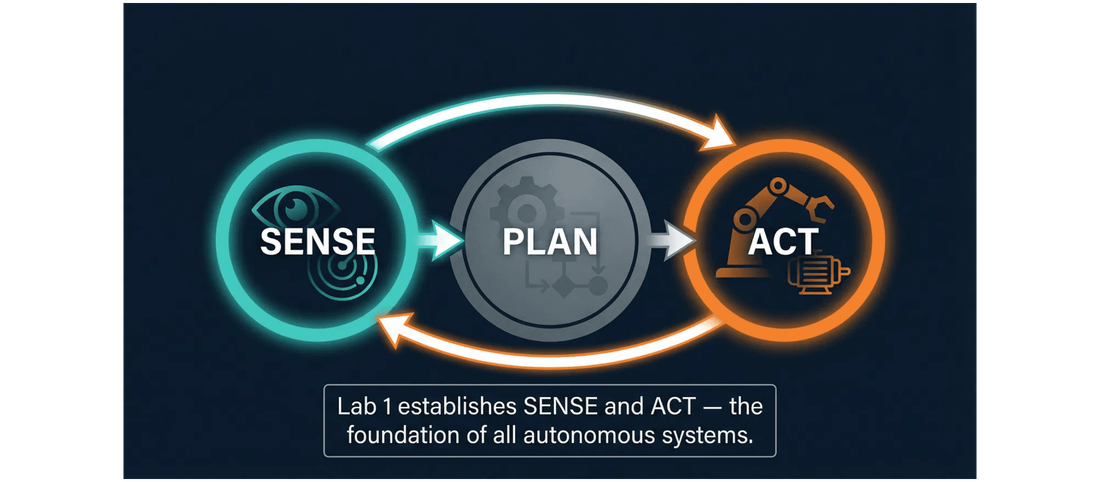 SENSE
PLAN
ACT
Lab 1 establishes SENSE and ACT — the
foundation of all autonomous systems.